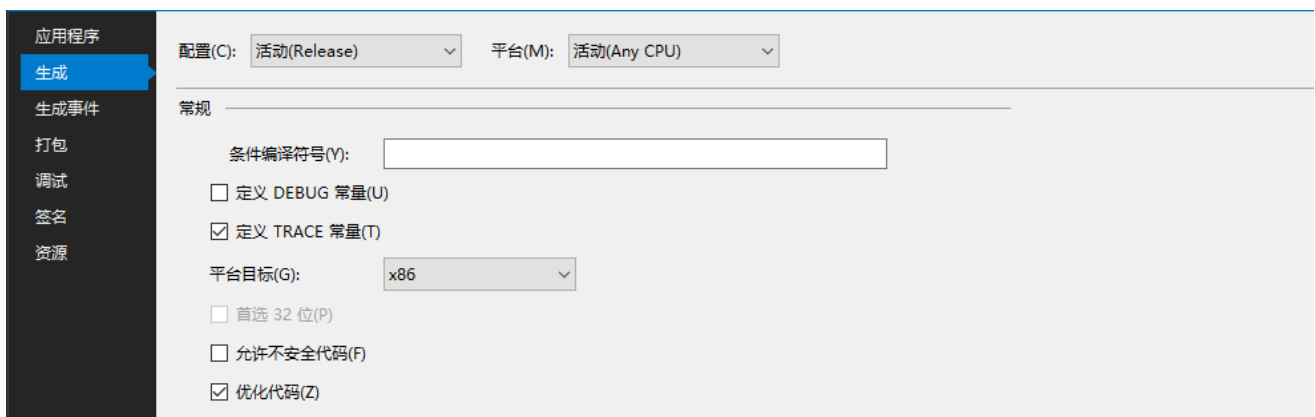 应用程序
生成
生成事件
打包
调试
签名
资源
配置(C): 活动(Release) 平台(M): 活动(Any CPU)
常规
条件编译符号(Y):
定义 DEBUG 常量(U)
定义 TRACE 常量(T)
平台目标(G): x86
首选 32 位(P)
允许不安全代码(F)
优化代码(Z)